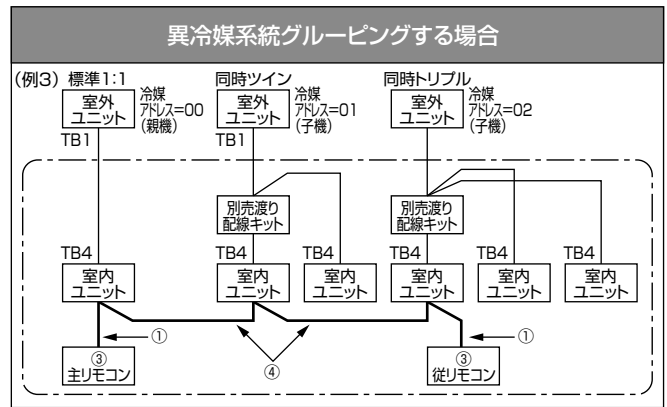 異冷媒系統グルーピングする場合
(例3) 標準1:1
同時ツイン
同時トリプル
室外
ユニット
冷媒
アドレス=00
(親機)
室外
ユニット
冷媒
アドレス=01
(子機)
室外
ユニット
冷媒
アドレス=02
(子機)
TB1
TB1
別売渡り
配線キット
別売渡り
配線キット
TB4
TB4
TB4
TB4
TB4
TB4
室内
ユニット
室内
ユニット
室内
ユニット
室内
ユニット
室内
ユニット
室内
ユニット
①
①
③
主リモコン
④
③
従リモコン